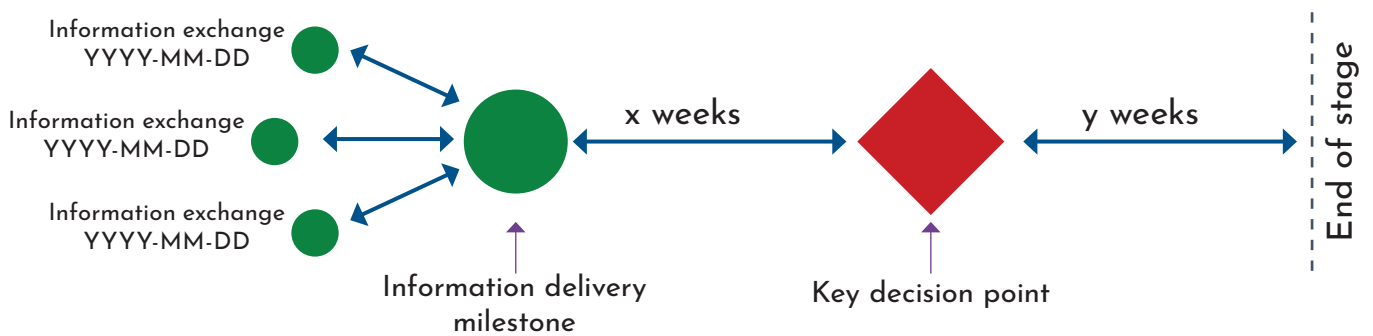 Information exchange
YYYY-MM-DD
Information exchange
YYYY-MM-DD
Information exchange
YYYY-MM-DD
x weeks
y weeks
End of stage
Information delivery
milestone
Key decision point